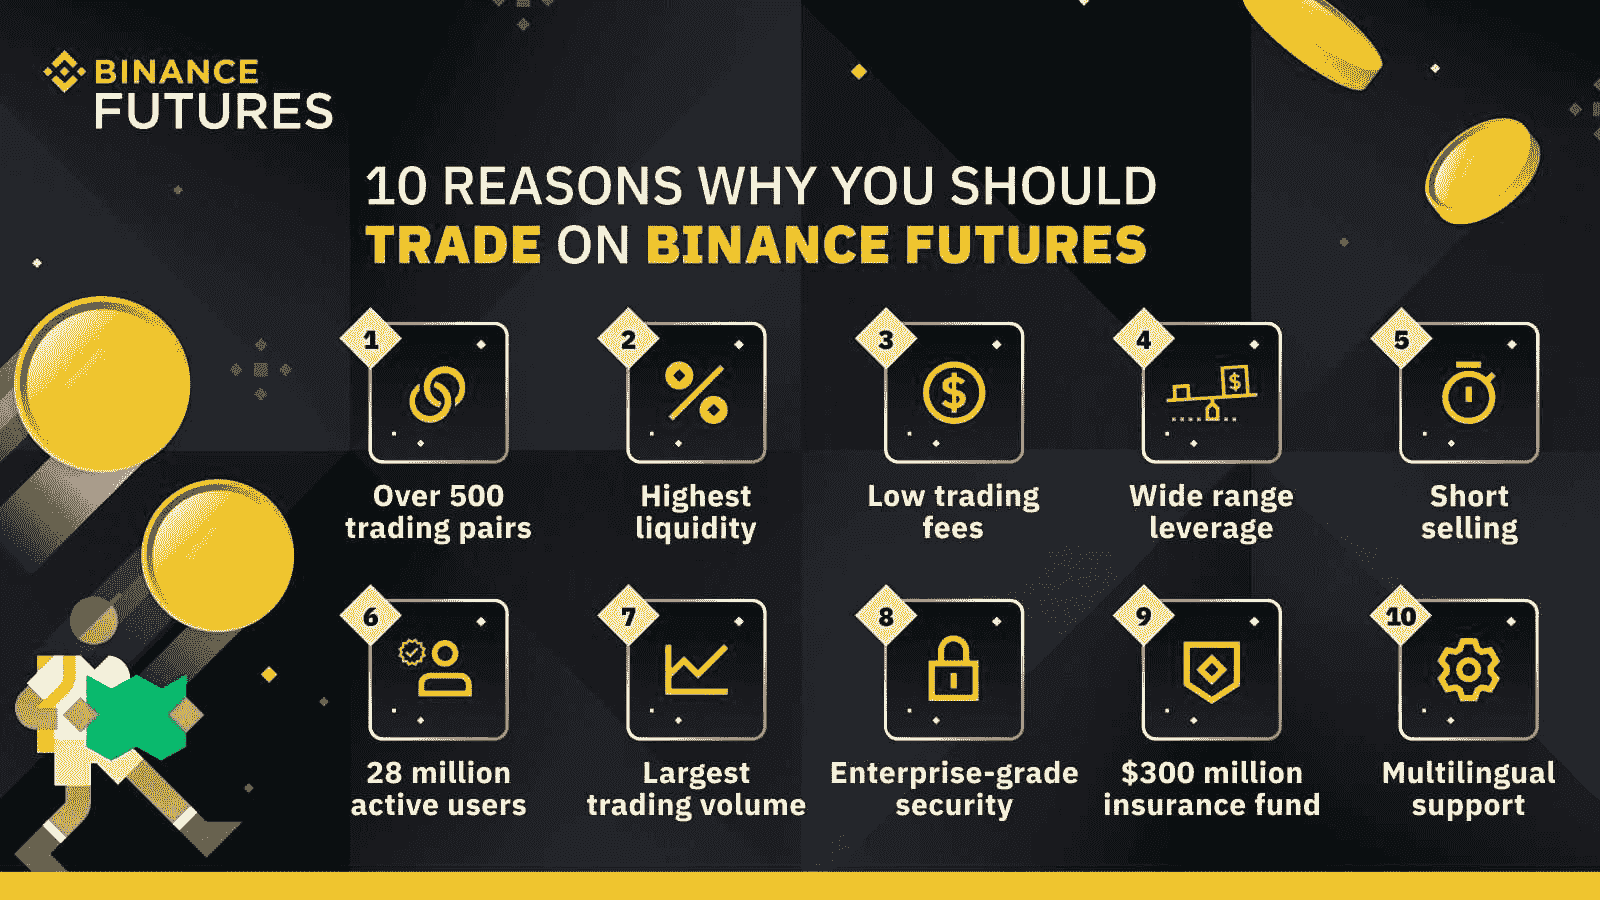 BINANCE
FUTURES
10 REASONS WHY YOU SHOULD
TRADE ON BINANCE FUTURES
1
2
3
4
5
$
$
Over 500
trading pairs
Highest
liquidity
Low trading
fees
Wide range
leverage
Short
selling
6
7
8
9
10
28 million
active users
Largest
trading volume
Enterprise-grade
security
$300 million
insurance fund
Multilingual
support